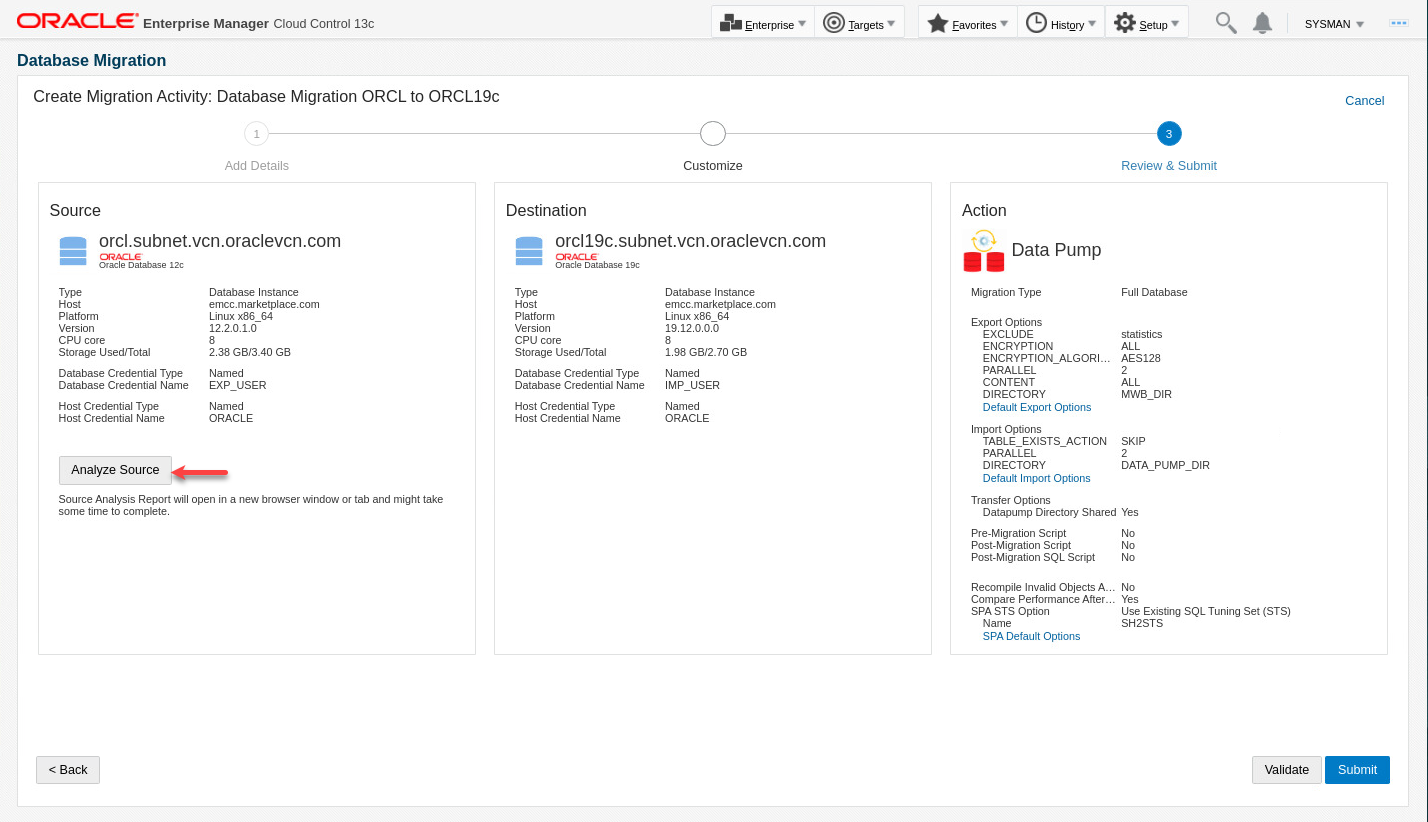 ORACLE Enterprise Manager Cloud Control 13c
Enterprise
Targets
Favorites
History
Setup
SYSMAN
Database Migration
Create Migration Activity: Database Migration ORCL to ORCL19c
Cancel
1
3
Add Details
Customize
Review & Submit
Source
orcl.subnet.vcn.oraclevcn.com
ORACLE
Oracle Database 12c
Type Database Instance
Host emcc.marketplace.com
Platform Linux x86_64
Version 12.2.0.1.0
CPU core 8
Storage Used/Total 2.38 GB/3.40 GB
Database Credential Type Named
Database Credential Name EXP_USER
Host Credential Type Named
Host Credential Name ORACLE
Analyze Source
Source Analysis Report will open in a new browser window or tab and might take
some time to complete.
Destination
orcl19c.subnet.vcn.oraclevcn.com
ORACLE
Oracle Database 19c
Type Database Instance
Host emcc.marketplace.com
Platform Linux x86_64
Version 19.12.0.0.0
CPU core 8
Storage Used/Total 1.98 GB/2.70 GB
Database Credential Type Named
Database Credential Name IMP_USER
Host Credential Type Named
Host Credential Name ORACLE
Action
Data Pump
Migration Type Full Database
Export Options
EXCLUDE statistics
ENCRYPTION ALL
ENCRYPTION_ALGORI... AES128
PARALLEL 2
CONTENT ALL
DIRECTORY MWB_DIR
Default Export Options
Import Options
TABLE_EXISTS_ACTION SKIP
PARALLEL 2
DIRECTORY DATA_PUMP_DIR
Default Import Options
Transfer Options
Datapump Directory Shared Yes
Pre-Migration Script No
Post-Migration Script No
Post-Migration SQL Script No
Recompile Invalid Objects A... No
Compare Performance After... Yes
SPA STS Option Use Existing SQL Tuning Set (STS)
Name SH2STS
SPA Default Options
< Back
Validate
Submit